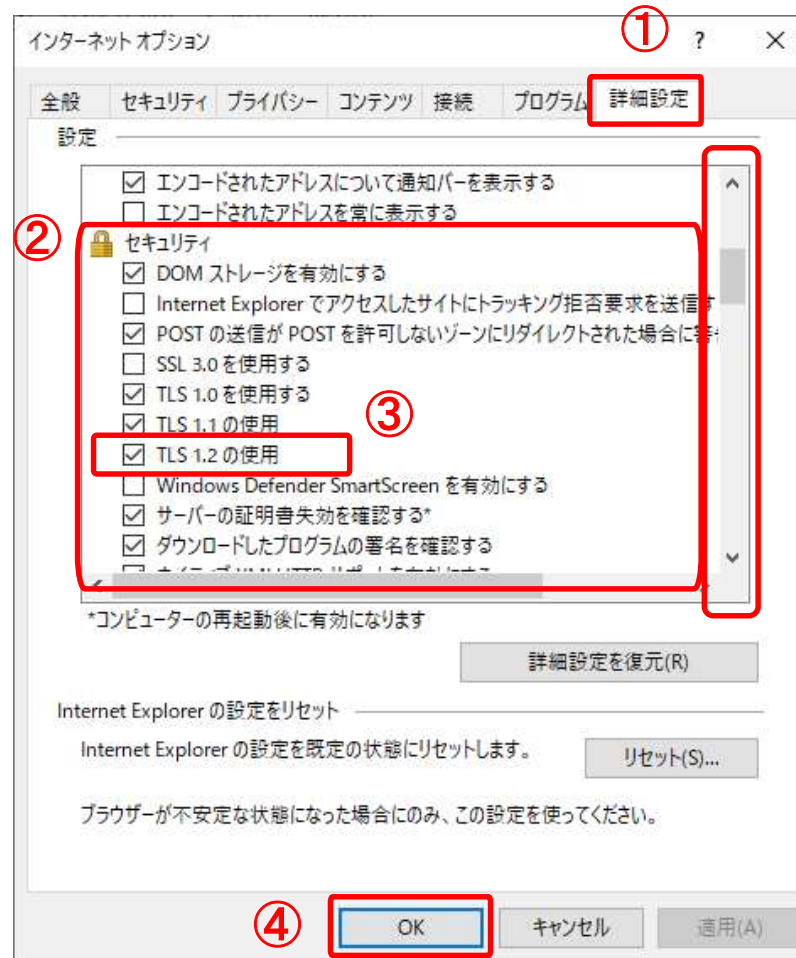 インターネット オプション
① ? ×
全般 セキュリティ プライバシー コンテンツ 接続 プログラム 詳細設定
設定
エンコードされたアドレスについて通知バーを表示する
エンコードされたアドレスを常に表示する
② セキュリティ
DOM ストレージを有効にする
Internet Explorer でアクセスしたサイトにトラッキング拒否要求を送信す
POST の送信が POST を許可しないゾーンにリダイレクトされた場合に
SSL 3.0 を使用する
TLS 1.0 を使用する
TLS 1.1 の使用
③
TLS 1.2 の使用
Windows Defender SmartScreen を有効にする
サーバーの証明書失効を確認する*
ダウンロードしたプログラムの署名を確認する
*コンピューターの再起動後に有効になります
詳細設定を復元(R)
Internet Explorer の設定をリセット
Internet Explorer の設定を既定の状態にリセットします。
リセット(S)...
ブラウザーが不安定な状態になった場合にのみ、この設定を使ってください。
④ OK キャンセル 適用(A)